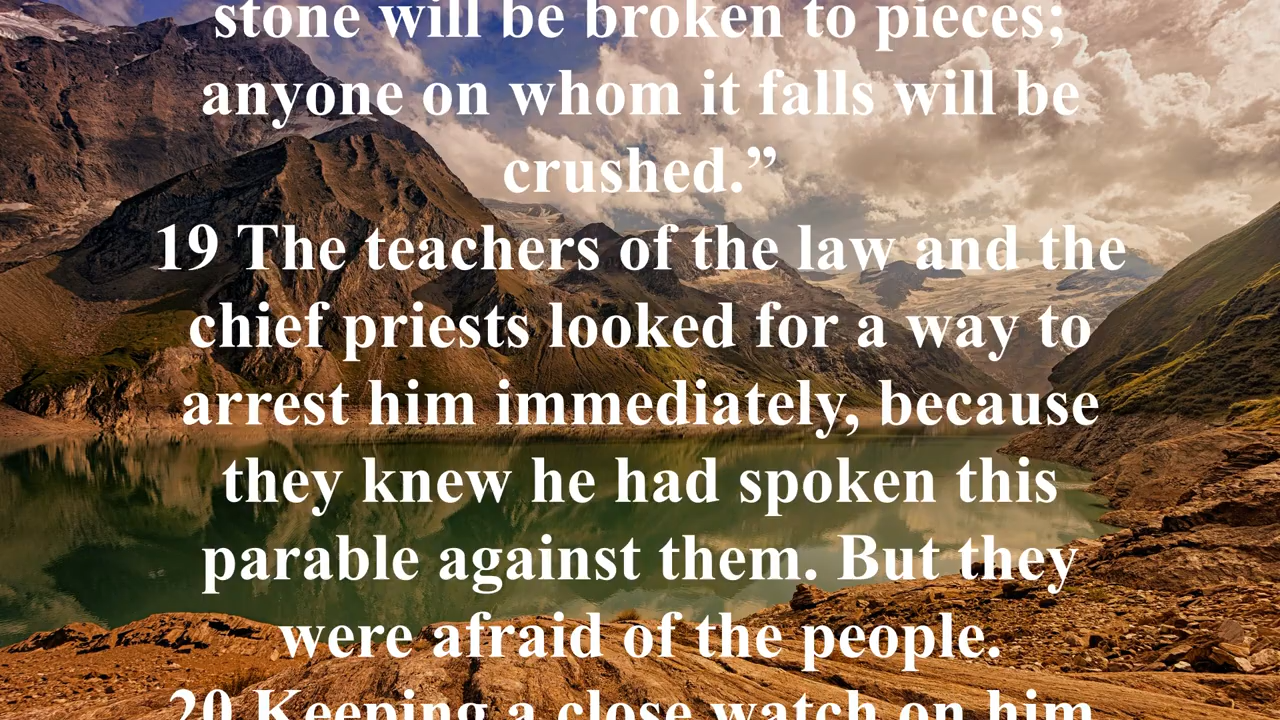 stone will be broken to pieces;
anyone on whom it falls will be
crushed.”
19 The teachers of the law and the
chief priests looked for a way to
arrest him immediately, because
they knew he had spoken this
parable against them. But they
were afraid of the people.
20 Keeping a close watch on him